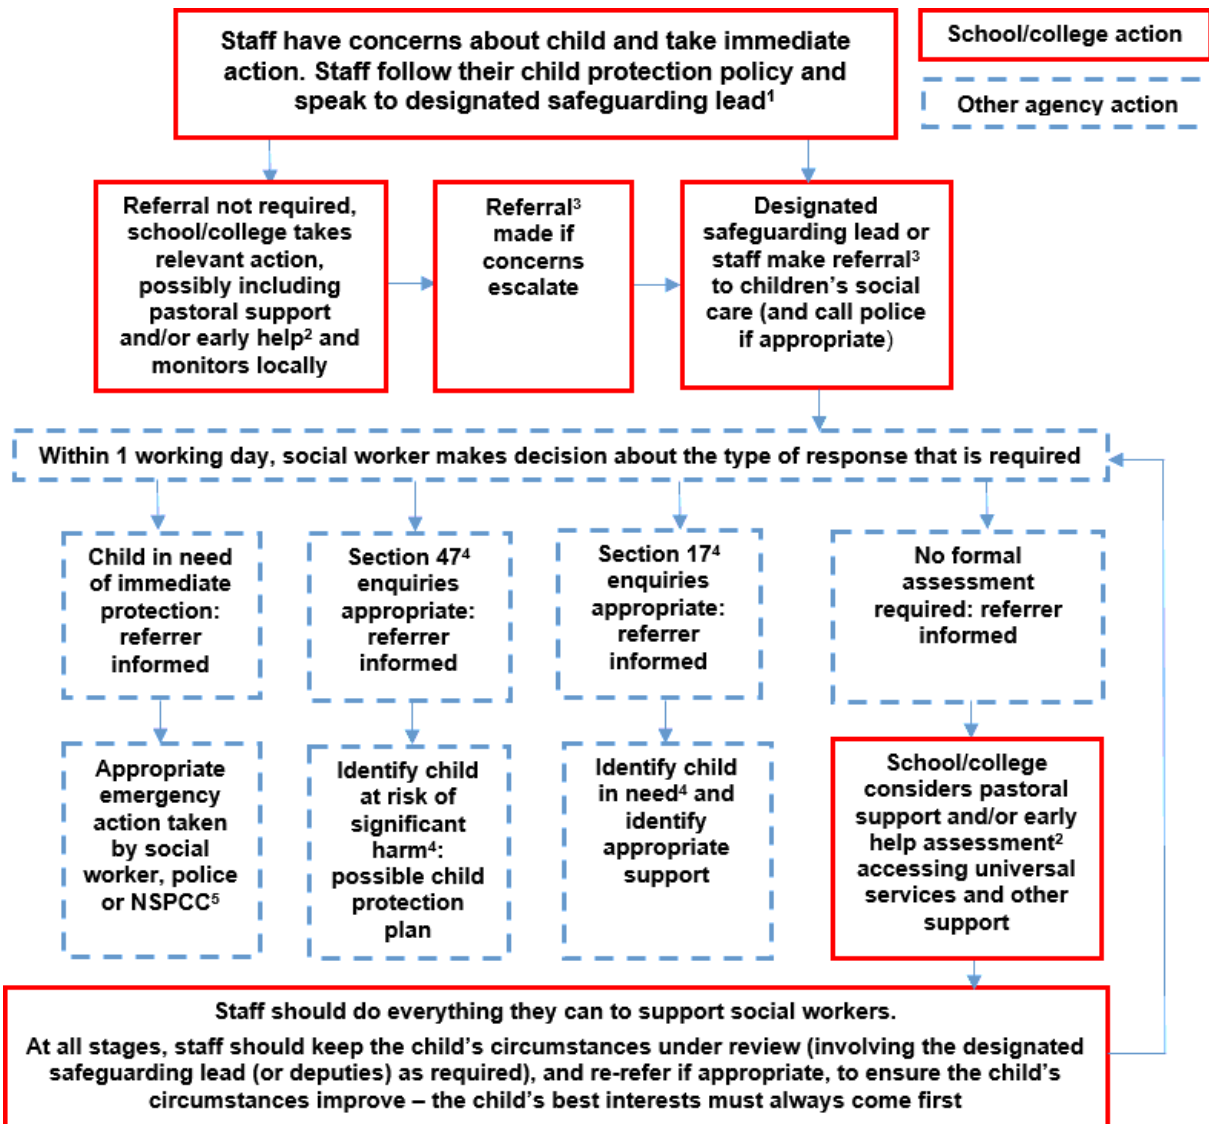 Staff have concerns about child and take immediate
action. Staff follow their child protection policy and
speak to designated safeguarding lead¹
School/college action
Other agency action
Referral not required,
school/college takes
relevant action,
possibly including
pastoral support
and/or early help² and
monitors locally
Referral³
made if
concerns
escalate
Designated
safeguarding lead or
staff make referral³
to children’s social
care (and call police
if appropriate)
Within 1 working day, social worker makes decision about the type of response that is required
Child in need
of immediate
protection:
referrer
informed
Section 47⁴
enquiries
appropriate:
referrer
informed
Section 17⁴
enquiries
appropriate:
referrer
informed
No formal
assessment
required: referrer
informed
Appropriate
emergency
action taken
by social
worker, police
or NSPCC⁵
Identify child
at risk of
significant
harm⁴:
possible child
protection
plan
Identify child
in need⁴ and
identify
appropriate
support
School/college
considers pastoral
support and/or early
help assessment²
accessing universal
services and other
support
Staff should do everything they can to support social workers.
At all stages, staff should keep the child’s circumstances under review (involving the designated
safeguarding lead (or deputies) as required), and re-refer if appropriate, to ensure the child’s
circumstances improve – the child’s best interests must always come first